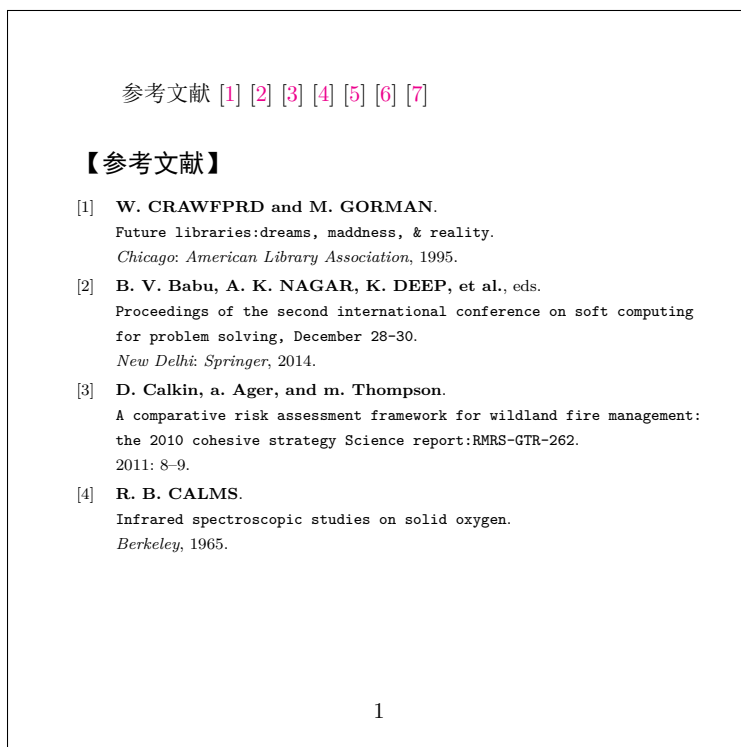 参考文献 [1] [2] [3] [4] [5] [6] [7]
【参考文献】
[1] W. CRAWFPRD and M. GORMAN.
Future libraries:dreams, maddness, & reality.
Chicago: American Library Association, 1995.
[2] B. V. Babu, A. K. NAGAR, K. DEEP, et al., eds.
Proceedings of the second international conference on soft computing
for problem solving, December 28-30.
New Delhi: Springer, 2014.
[3] D. Calkin, a. Ager, and m. Thompson.
A comparative risk assessment framework for wildland fire management:
the 2010 cohesive strategy Science report:RMRS-GTR-262.
2011: 8–9.
[4] R. B. CALMS.
Infrared spectroscopic studies on solid oxygen.
Berkeley, 1965.
1